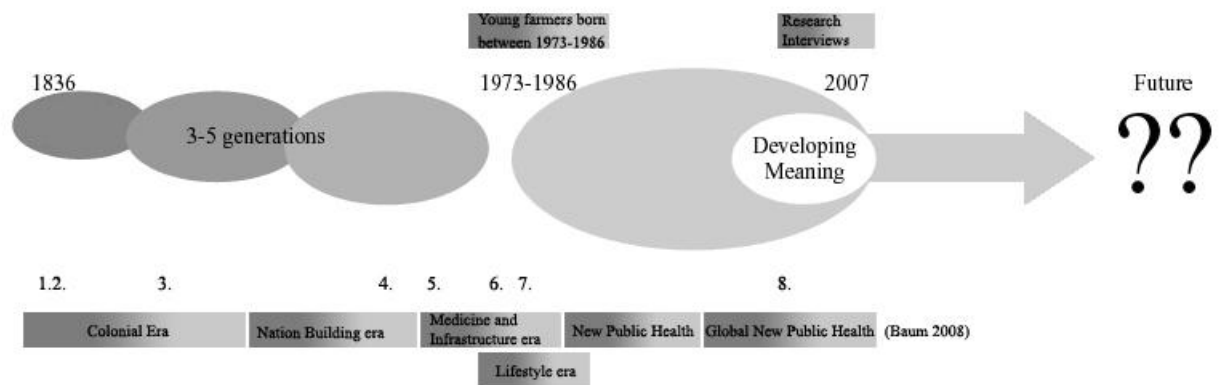 Young farmers born
between 1973-1986
Research
Interviews
1836
1973-1986
2007
Future
3-5 generations
Developing
Meaning
??
1.2.
3.
4.
5.
6.
7.
8.
Colonial Era
Nation Building era
Medicine and
Infrastructure era
New Public Health
Global New Public Health
(Baum 2008)
Lifestyle era